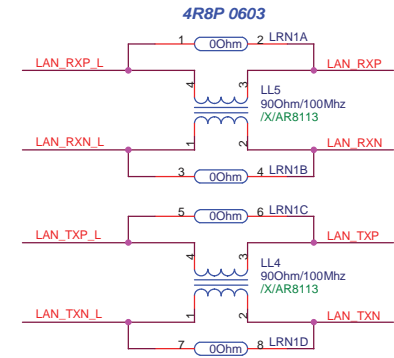 4R8P 0603
1 0Ohm 2 LRN1A
LAN_RXP_L LAN_RXP
4 3
LL5
90Ohm/100Mhz
/X/AR8113
1 2
LAN_RXN_L LAN_RXN
3 0Ohm 4 LRN1B
5 0Ohm 6 LRN1C
LAN_TXP_L LAN_TXP
4 3
LL4
90Ohm/100Mhz
/X/AR8113
1 2
LAN_TXN_L LAN_TXN
7 0Ohm 8 LRN1D